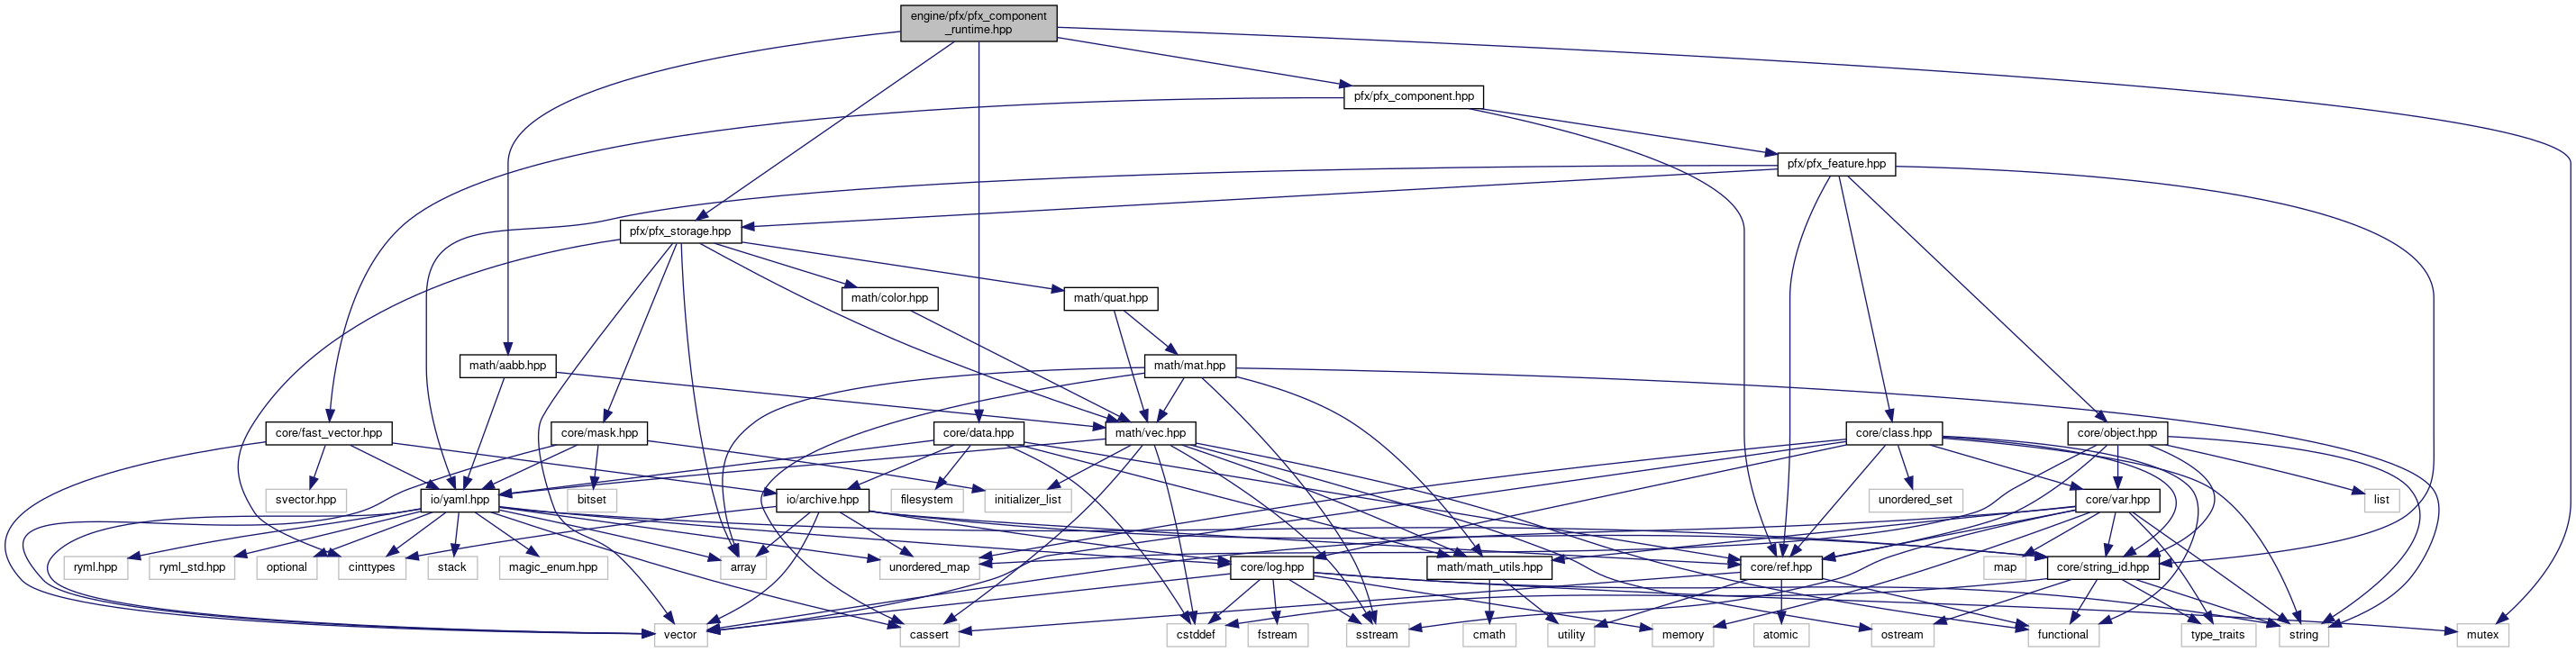 engine/pfx/pfx_component
_runtime.hpp
pfx/pfx_component.hpp
pfx/pfx_feature.hpp
pfx/pfx_storage.hpp
math/color.hpp
math/quat.hpp
math/aabb.hpp
math/mat.hpp
core/fast_vector.hpp
core/mask.hpp
core/data.hpp
math/vec.hpp
core/class.hpp
core/object.hpp
svector.hpp
io/yaml.hpp
bitset
io/archive.hpp
filesystem
initializer_list
unordered_set
core/var.hpp
list
ryml.hpp
ryml_std.hpp
optional
cinttypes
stack
magic_enum.hpp
array
unordered_map
core/log.hpp
math/math_utils.hpp
core/ref.hpp
map
core/string_id.hpp
vector
cassert
cstddef
fstream
sstream
cmath
utility
memory
atomic
ostream
functional
type_traits
string
mutex